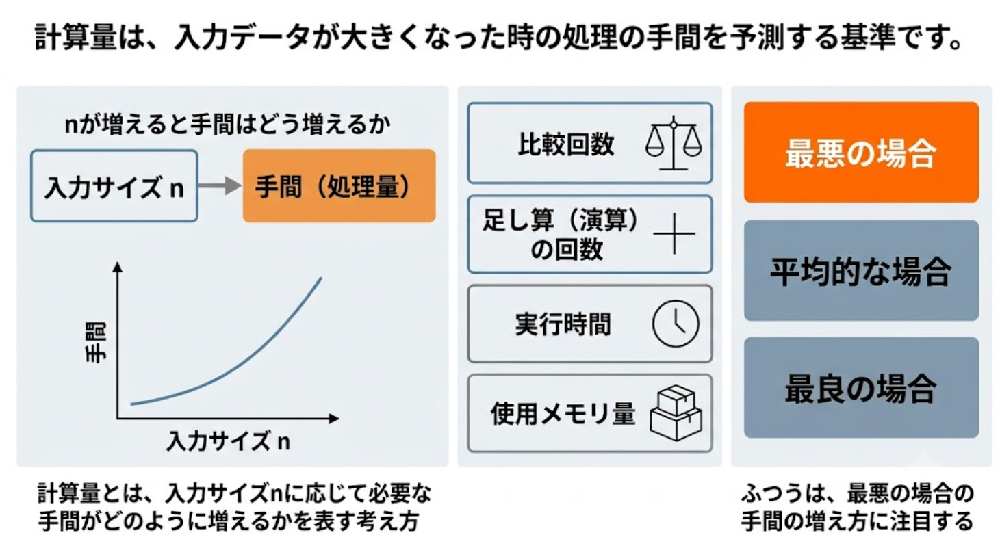 計算量は、入力データが大きくなった時の処理の手間を予測する基準です。
nが増えると手間はどう増えるか
入力サイズ n
手間（処理量）
手間
入力サイズ n
計算量とは、入力サイズnに応じて必要な
手間がどのように増えるかを表す考え方
比較回数
足し算（演算）
の回数
実行時間
使用メモリ量
最悪の場合
平均的な場合
最良の場合
ふつうは、最悪の場合の
手間の増え方に注目する